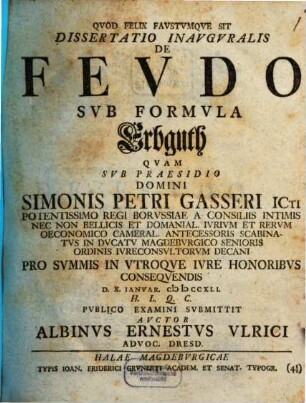 QVOD FELIX FAVSTVMQVE SIT
DISSERTATIO INAVGVRALIS
DE
FEVDO
SVB FORMVLA
Erbguth
QVAM
SVB PRAESIDIO
DOMINI
SIMONIS PETRI GASSERI ICTI
POTENTISSIMO REGI BORVSSIAE A CONSILIIS INTIMIS
NEC NON BELLICIS ET DOMANIAL. IVRIVM ET RERVM
OECONOMICO CAMERAL. ANTECESSORIS SCABINA-
TVS IN DVCATV MAGDEBVRGICO SENIORIS
ORDINIS IVRECONSVLTORVM DECANI
PRO SVMMIS IN VTROQVE IVRE HONORIBVS
CONSEQVENDIS
D. X. IANVAR. CIƆIƆCCXLI.
H. L. Q. C.
PVBLICO EXAMINI SVBMITTIT
AVCTOR
ALBINVS ERNESTVS VLRICI
ADVOC. DRESD.
HALAE MAGDEBVRGICAE
TYPIS IOAN. FRIDERICI GRVNERTI ACADEM. ET SENAT. TYPOGR. (41)